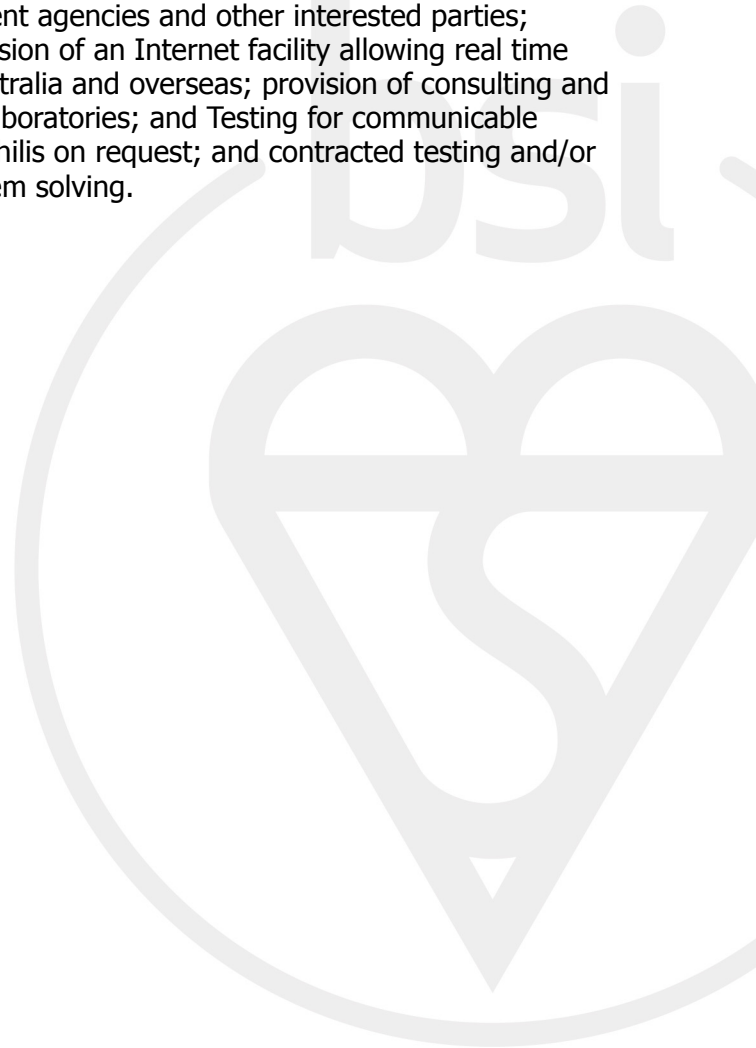 ent agencies and other interested parties;
sion of an Internet facility allowing real time
tralia and overseas; provision of consulting and
boratories; and Testing for communicable
hilis on request; and contracted testing and/or
em solving.
bsi